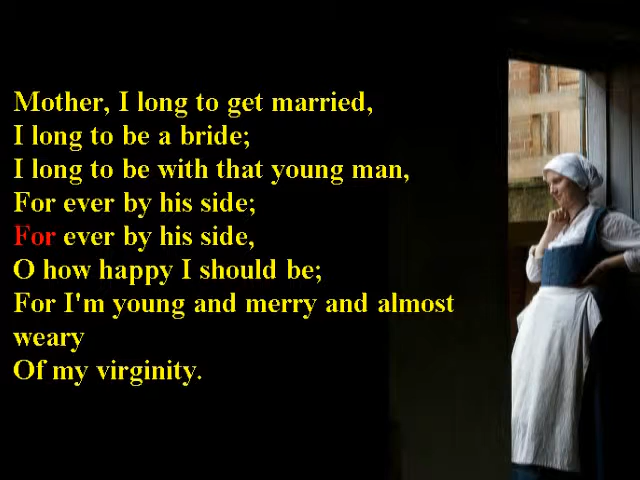 Mother, I long to get married,
I long to be a bride;
I long to be with that young man,
For ever by his side;
For ever by his side,
O how happy I should be;
For I'm young and merry and almost
weary
Of my virginity.